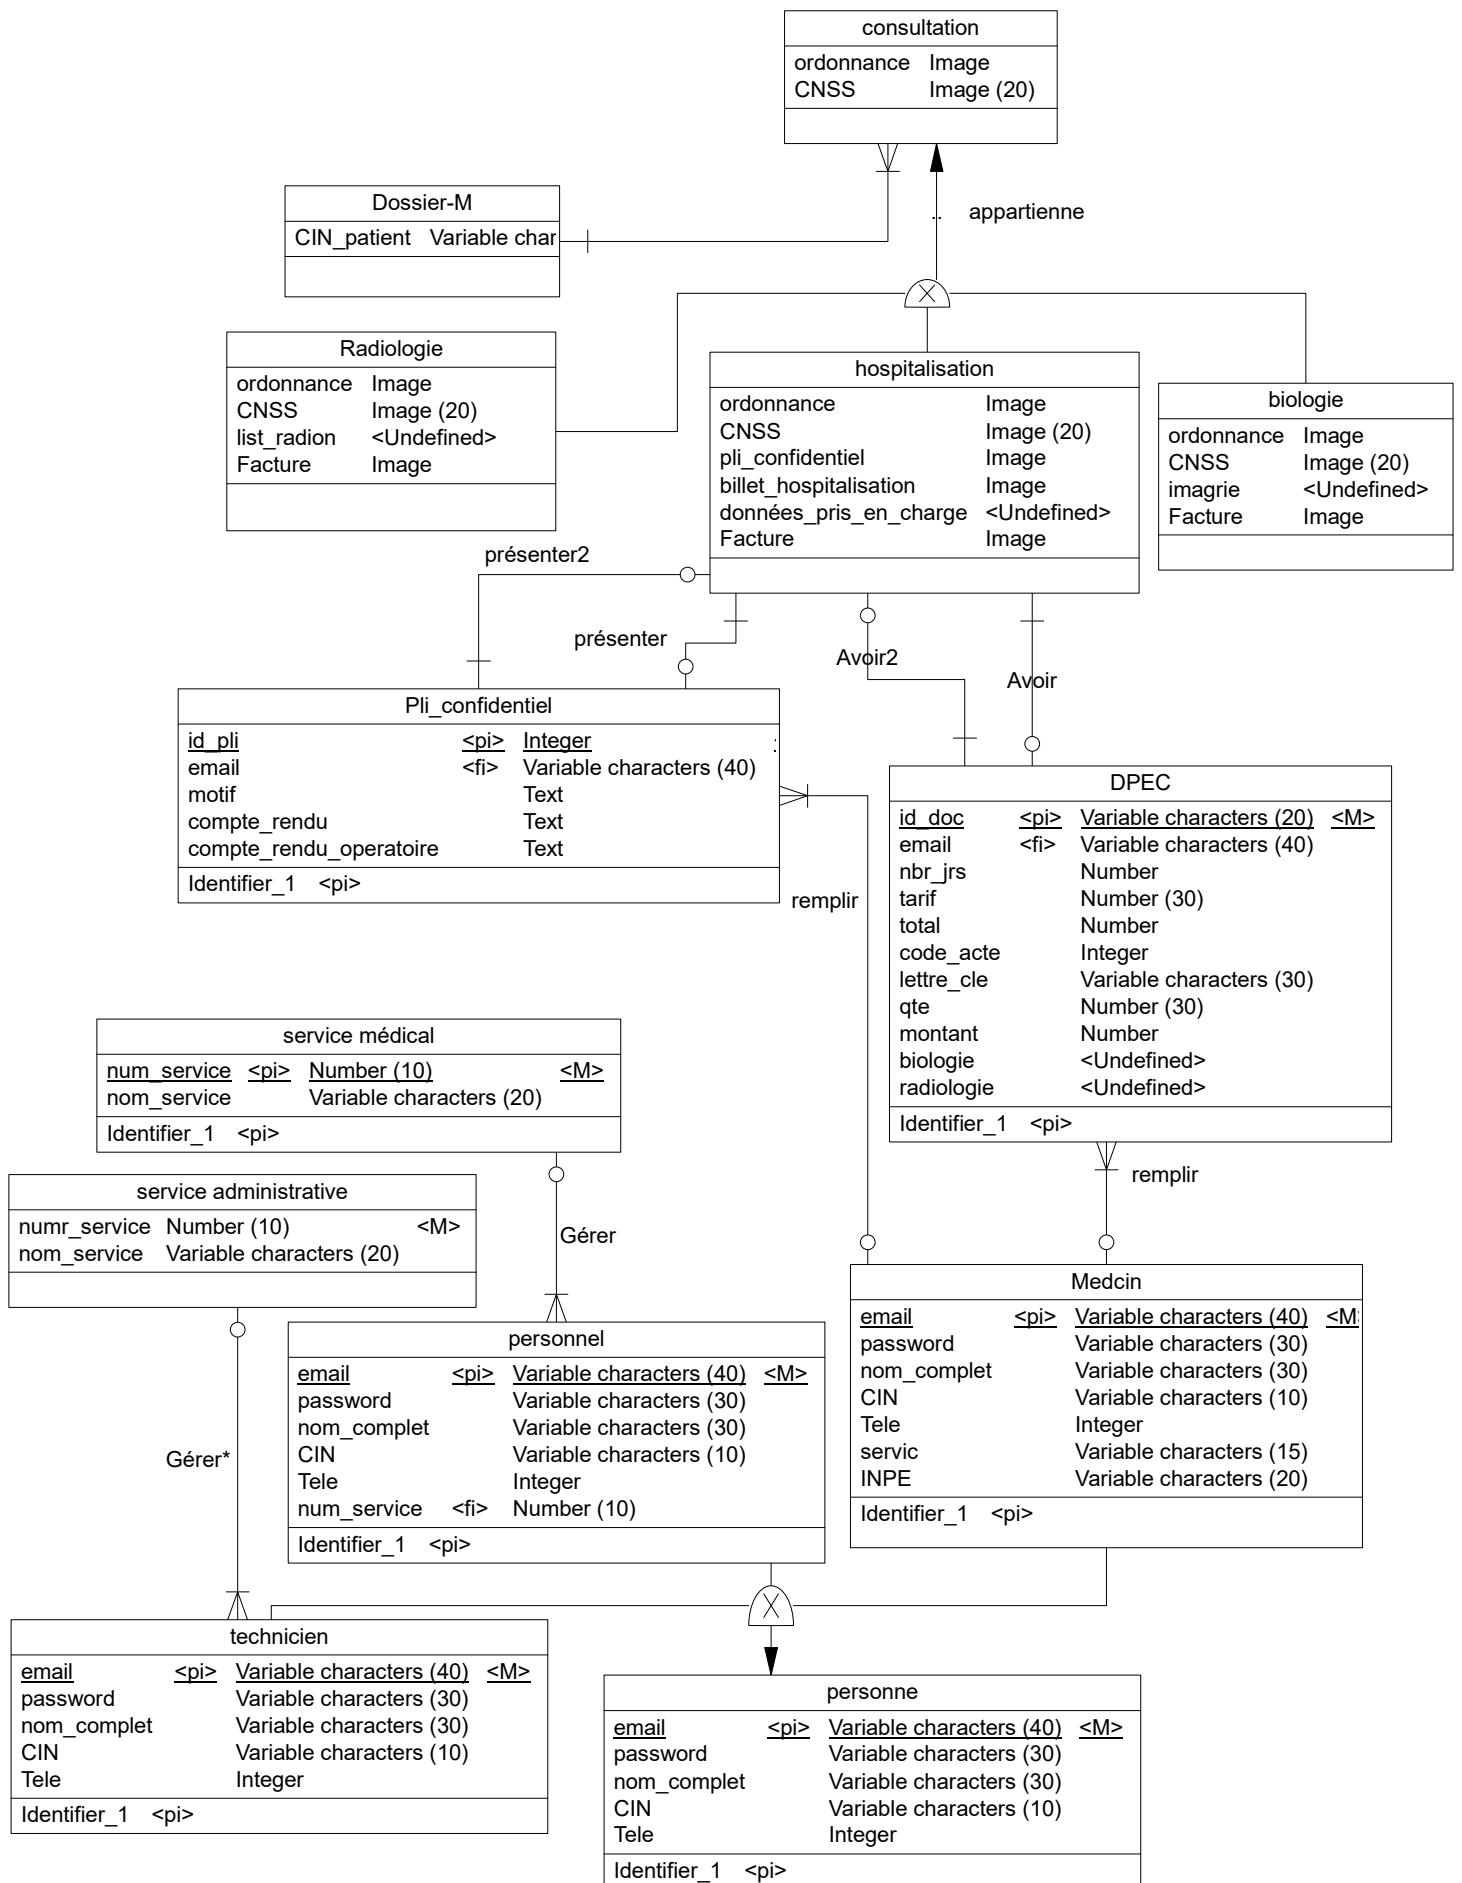 consultation
ordonnance Image
CNSS Image (20)
.. appartienne
Dossier-M
CIN_patient Variable char
X
Radiologie
ordonnance Image
CNSS Image (20)
list_radion <Undefined>
Facture Image
hospitalisation
ordonnance Image
CNSS Image (20)
pli_confidentiel Image
billet_hospitalisation Image
données_pris_en_charge <Undefined>
Facture Image
biologie
ordonnance Image
CNSS Image (20)
imagrie <Undefined>
Facture Image
présenter2
présenter
Avoir2
Avoir
Pli_confidentiel
id_pli <pi> Integer
email <fi> Variable characters (40)
motif Text
compte_rendu Text
compte_rendu_operatoire Text
Identifier_1 <pi>
remplir
DPEC
id_doc <pi> Variable characters (20) <M>
email <fi> Variable characters (40)
nbr_jrs Number
tarif Number (30)
total Number
code_acte Integer
lettre_cle Variable characters (30)
qte Number (30)
montant Number
biologie <Undefined>
radiologie <Undefined>
Identifier_1 <pi>
remplir
service médical
num_service <pi> Number (10) <M>
nom_service Variable characters (20)
Identifier_1 <pi>
service administrative
numr_service Number (10) <M>
nom_service Variable characters (20)
Gérer
Gérer*
personnel
email <pi> Variable characters (40) <M>
password Variable characters (30)
nom_complet Variable characters (30)
CIN Variable characters (10)
Tele Integer
num_service <fi> Number (10)
Identifier_1 <pi>
Medcin
email <pi> Variable characters (40) <M
password Variable characters (30)
nom_complet Variable characters (30)
CIN Variable characters (10)
Tele Integer
servic Variable characters (15)
INPE Variable characters (20)
Identifier_1 <pi>
X
technicien
email <pi> Variable characters (40) <M>
password Variable characters (30)
nom_complet Variable characters (30)
CIN Variable characters (10)
Tele Integer
Identifier_1 <pi>
personne
email <pi> Variable characters (40) <M>
password Variable characters (30)
nom_complet Variable characters (30)
CIN Variable characters (10)
Tele Integer
Identifier_1 <pi>